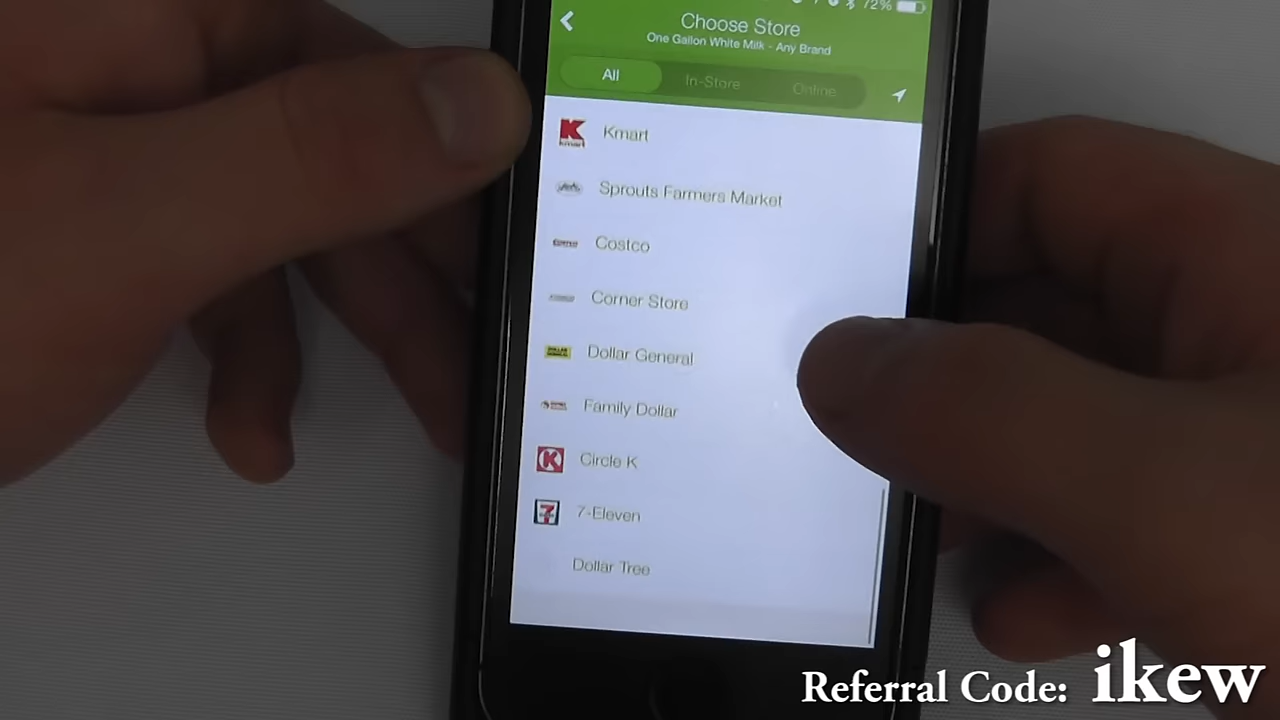 72%
Choose Store
One Gallon White Milk - Any Brand
All
In-Store
Online
Kmart
Sprouts Farmers Market
Costco
Corner Store
Dollar General
Family Dollar
Circle K
7-Eleven
Dollar Tree
Referral Code: ikew